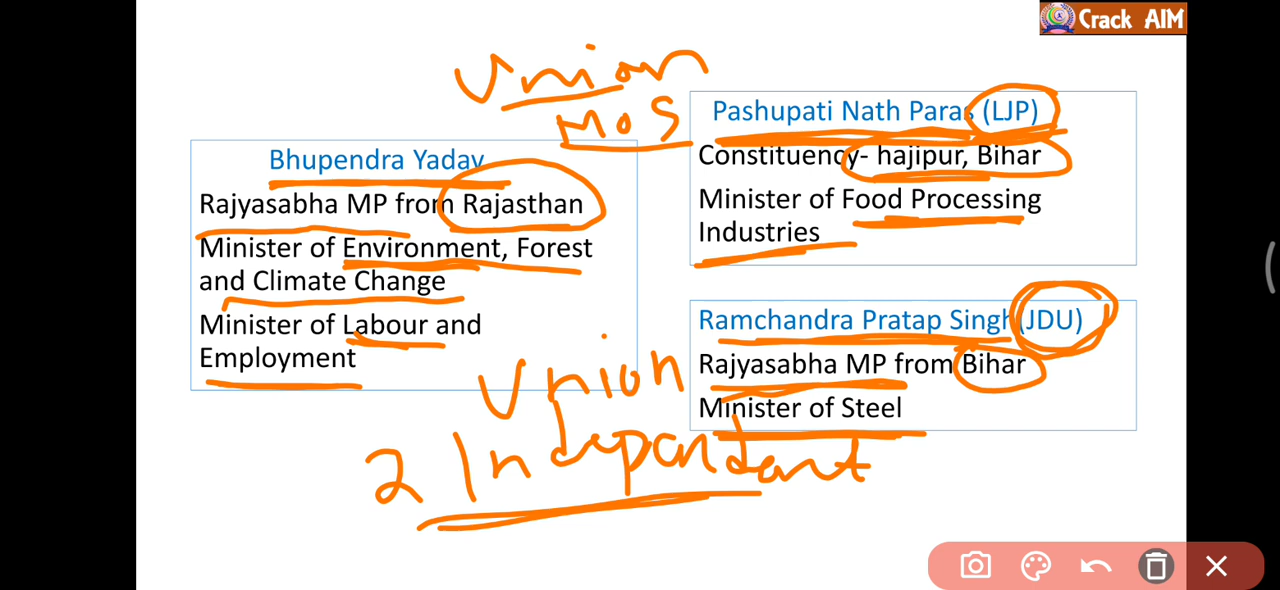 Crack AIM
Union
MoS
Bhupendra Yadav
Rajyasabha MP from Rajasthan
Minister of Environment, Forest
and Climate Change
Minister of Labour and
Employment
Pashupati Nath Paras (LJP)
Constituency- hajipur, Bihar
Minister of Food Processing
Industries
Ramchandra Pratap Singh (JDU)
Rajyasabha MP from Bihar
Minister of Steel
Union
2 Independant